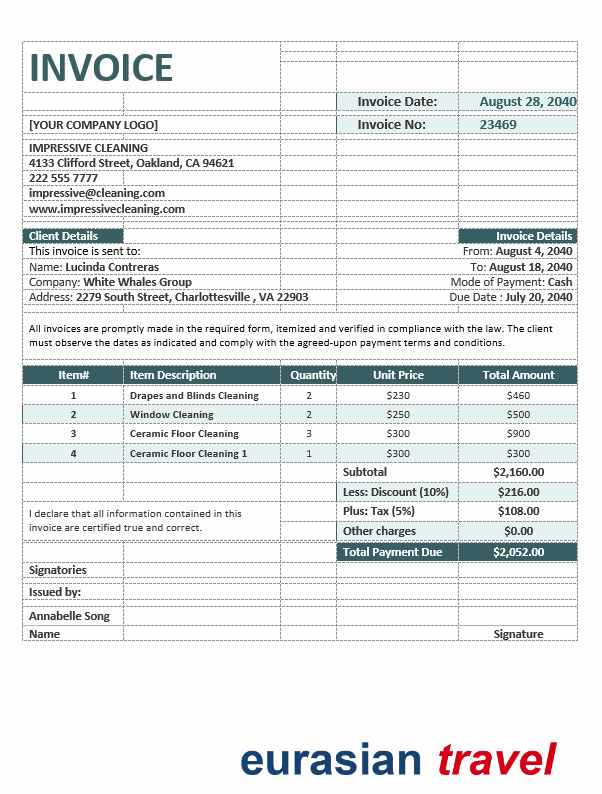 INVOICE
Invoice Date: August 28, 2040
[YOUR COMPANY LOGO] Invoice No: 23469
IMPRESSIVE CLEANING
4133 Clifford Street, Oakland, CA 94621
222 555 7777
impressive@cleaning.com
www.impressivecleaning.com
Client Details Invoice Details
This invoice is sent to: From: August 4, 2040
Name: Lucinda Contreras To: August 18, 2040
Company: White Whales Group Mode of Payment: Cash
Address: 2279 South Street, Charlottesville , VA 22903 Due Date : July 20, 2040
All invoices are promptly made in the required form, itemized and verified in compliance with the law. The client
must observe the dates as indicated and comply with the agreed-upon payment terms and conditions.
Item# Item Description Quantity Unit Price Total Amount
1 Drapes and Blinds Cleaning 2 $230 $460
2 Window Cleaning 2 $250 $500
3 Ceramic Floor Cleaning 3 $300 $900
4 Ceramic Floor Cleaning 1 1 $300 $300
Subtotal $2,160.00
Less: Discount (10%) $216.00
Plus: Tax (5%) $108.00
I declare that all information contained in this
invoice are certified true and correct.
Other charges $0.00
Total Payment Due $2,052.00
Signatories
Issued by:
Annabelle Song
Name Signature
eurasian travel